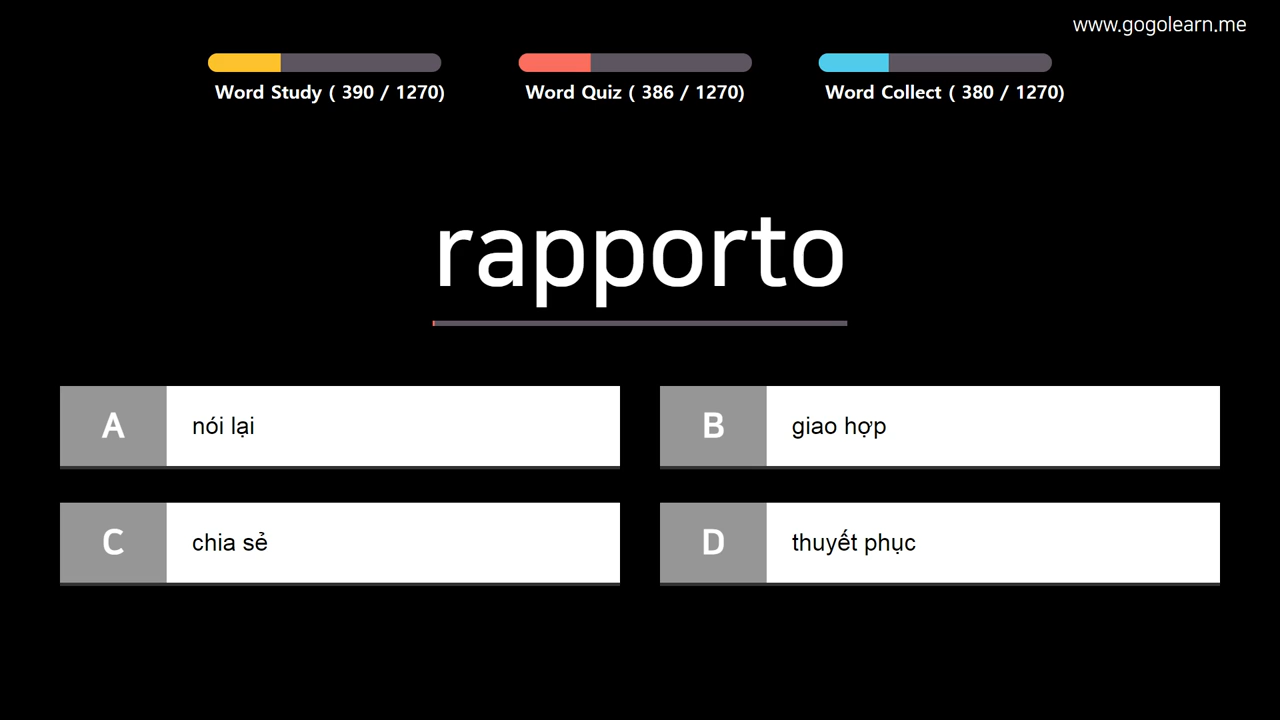 www.gogolearn.me
Word Study ( 390 / 1270)
Word Quiz ( 386 / 1270)
Word Collect ( 380 / 1270)
rapporto
A nói lại
B giao hợp
C chia sẻ
D thuyết phục